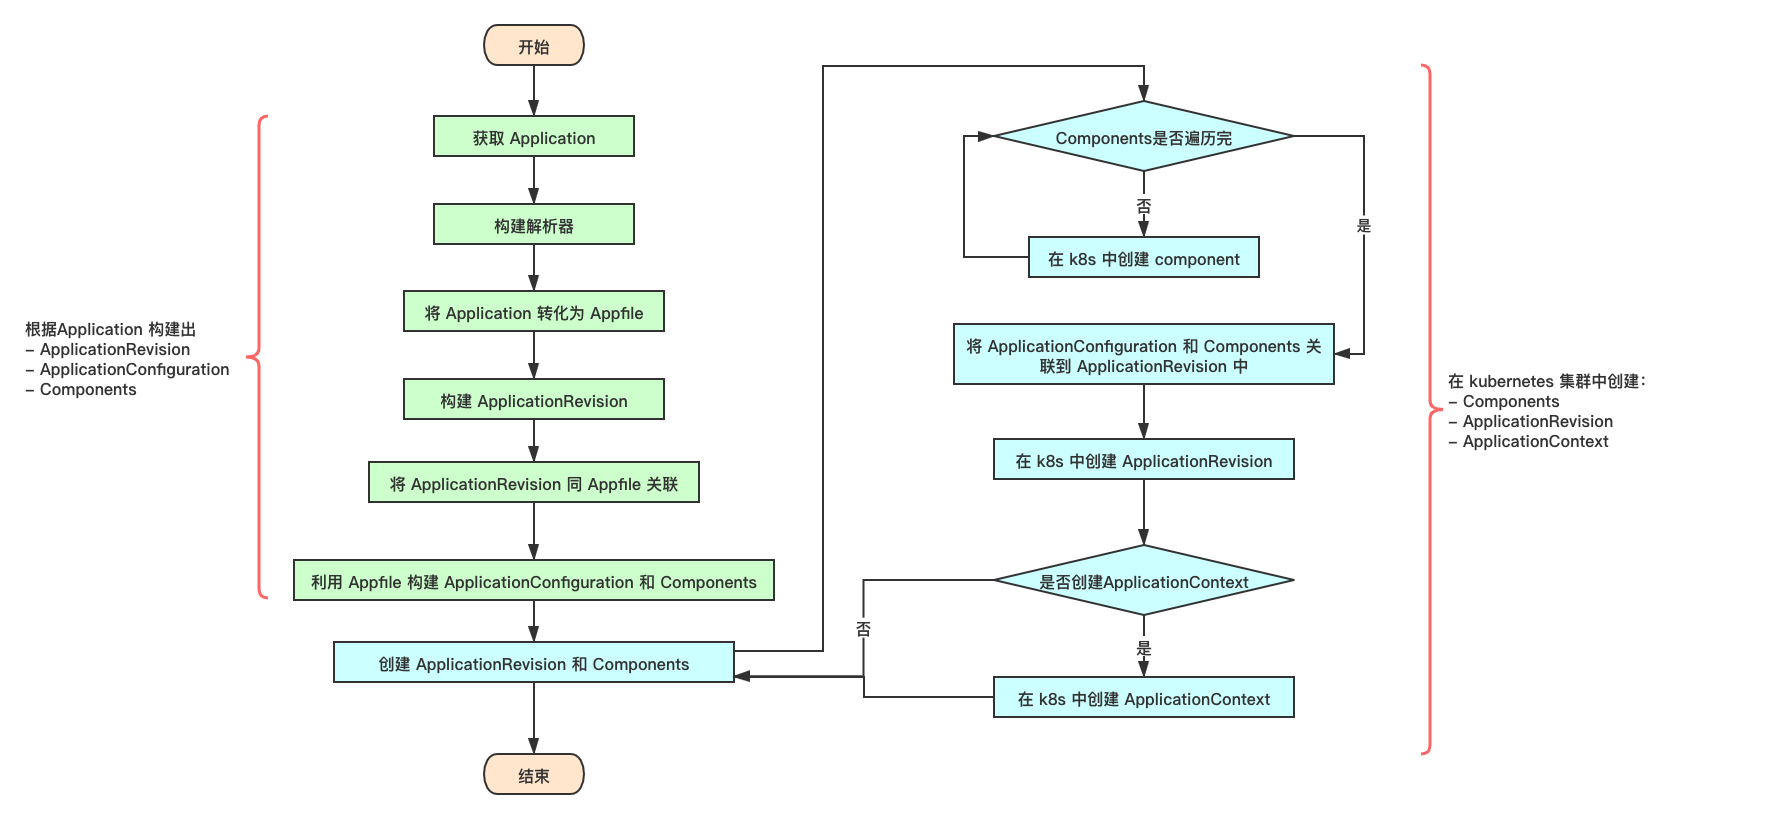 开始
获取 Application
构建解析器
将 Application 转化为 Appfile
构建 ApplicationRevision
将 ApplicationRevision 同 Appfile 关联
利用 Appfile 构建 ApplicationConfiguration 和 Components
创建 ApplicationRevision 和 Components
结束
根据Application 构建出
– ApplicationRevision
– ApplicationConfiguration
– Components
Components是否遍历完
否
是
在 k8s 中创建 component
将 ApplicationConfiguration 和 Components 关
联到 ApplicationRevision 中
在 k8s 中创建 ApplicationRevision
是否创建ApplicationContext
否
是
在 k8s 中创建 ApplicationContext
在 kubernetes 集群中创建：
– Components
– ApplicationRevision
– ApplicationContext